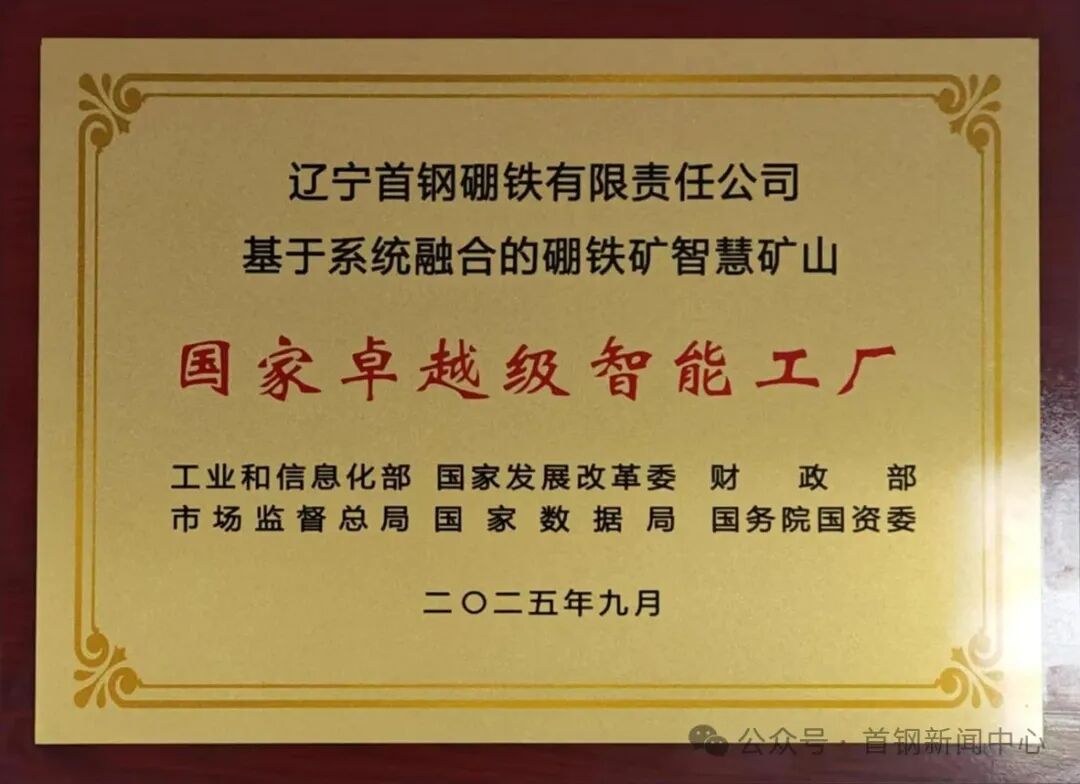 辽宁首钢硼铁有限责任公司
基于系统融合的硼铁矿智慧矿山
国家卓越级智能工厂
工业和信息化部 国家发展改革委 财政部
市场监督总局 国家数据局 国务院国资委
二〇二五年九月
公众号·首钢新闻中心